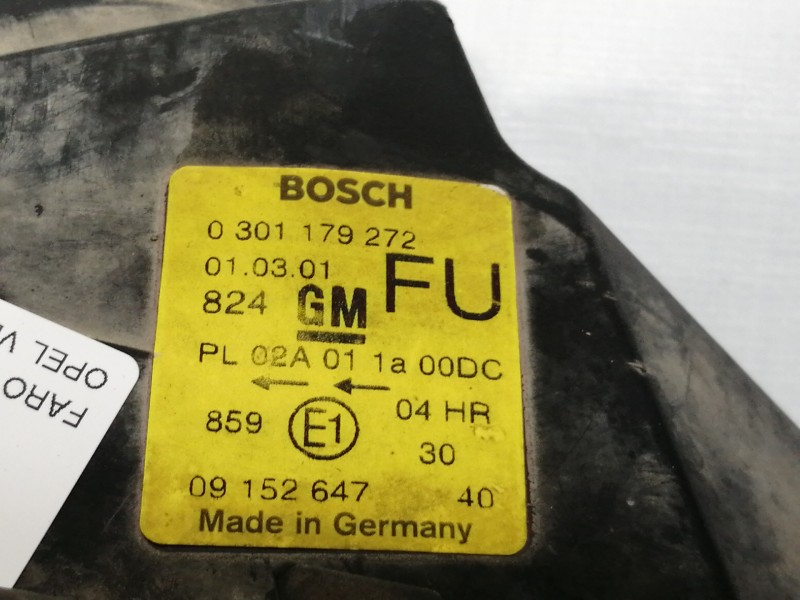 BOSCH
0 301 179 272
01.03.01 FU
824 GM
PL 02A 01 1a 00DC
859 E1 04 HR
30
09 152 647 40
Made in Germany
FARO
OPEL